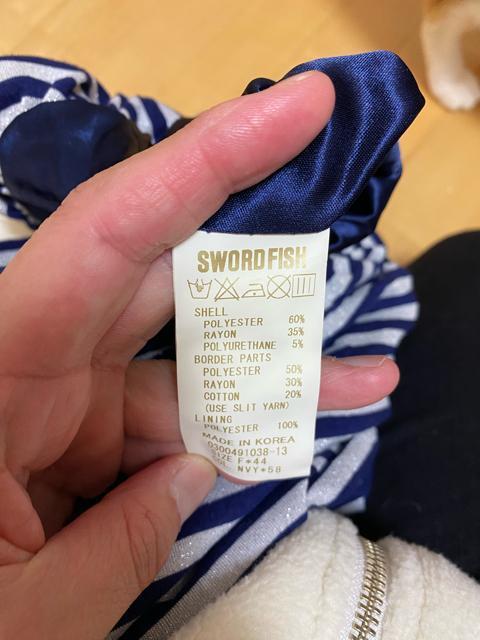 SWORDFISH
SHELL
POLYESTER 60%
RAYON 35%
POLYURETHANE 5%
BORDER PARTS
POLYESTER 50%
RAYON 30%
COTTON 20%
(USE SLIT YARN)
LINING
POLYESTER 100%
MADE IN KOREA
0300491038-13
SIZE F*44
COL NVY*58